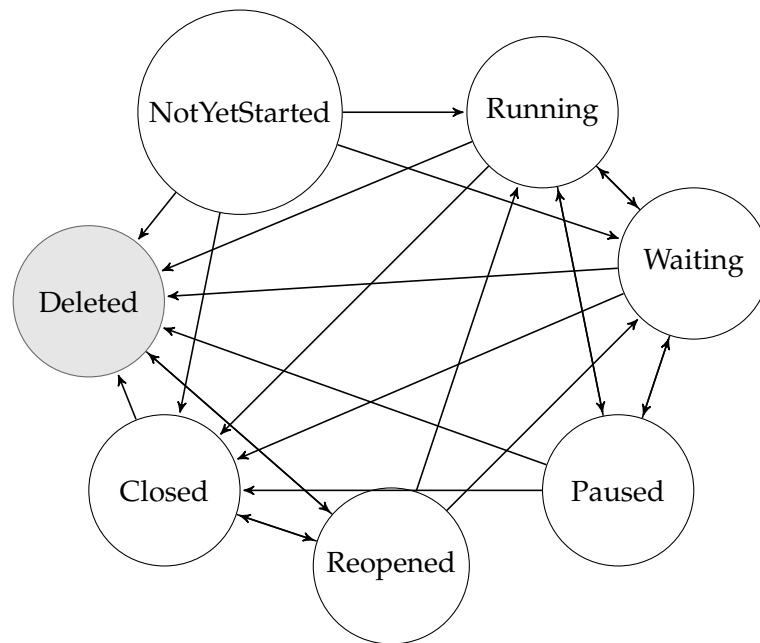 NotYetStarted
Running
Waiting
Deleted
Closed
Paused
Reopened